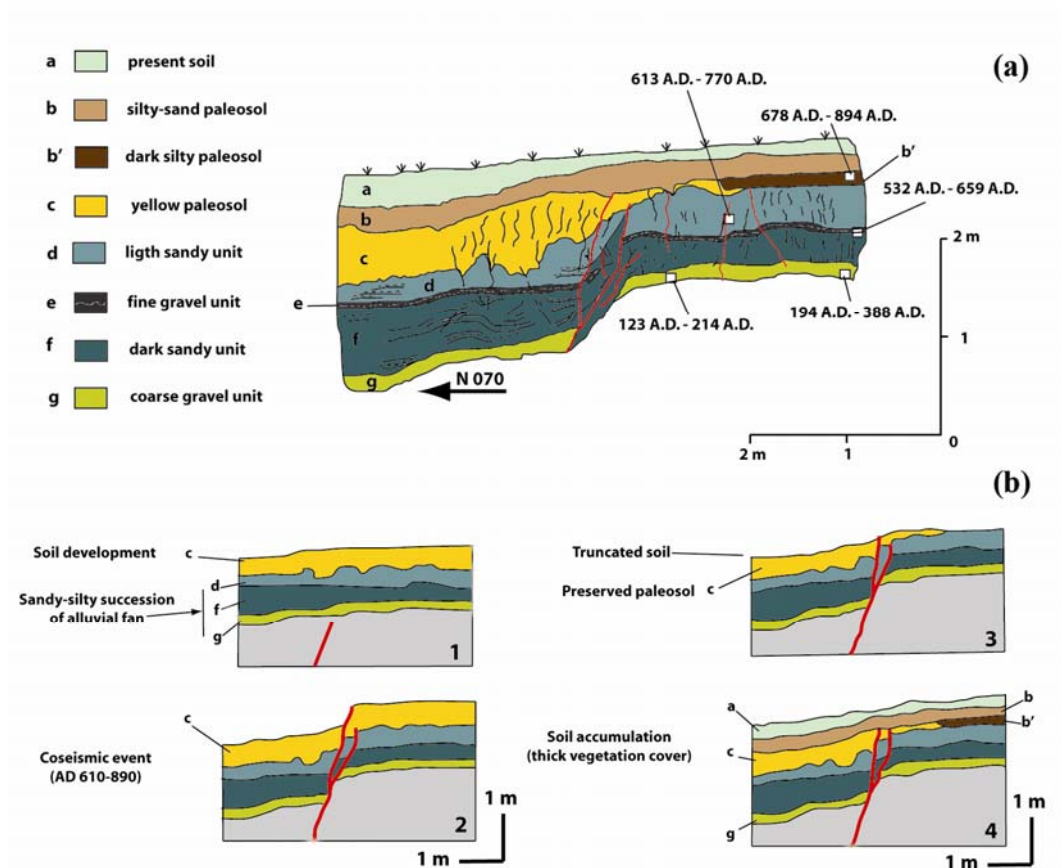 a present soil
b silty-sand paleosol
b' dark silty paleosol
c yellow paleosol
d ligth sandy unit
e fine gravel unit
f dark sandy unit
g coarse gravel unit
(a)
613 A.D. - 770 A.D.
678 A.D. - 894 A.D.
b'
532 A.D. - 659 A.D.
a
b
c
d
e
f
g
123 A.D. - 214 A.D.
194 A.D. - 388 A.D.
N 070
2 m
1
0
2 m 1
(b)
Soil development c
d
Sandy-silty succession
of alluvial fan
f
g
1
Truncated soil
Preserved paleosol c
3
c
Coseismic event
(AD 610-890)
2
1 m
1 m
a
b
b'
Soil accumulation
(thick vegetation cover)
c
g
4
1 m
1 m